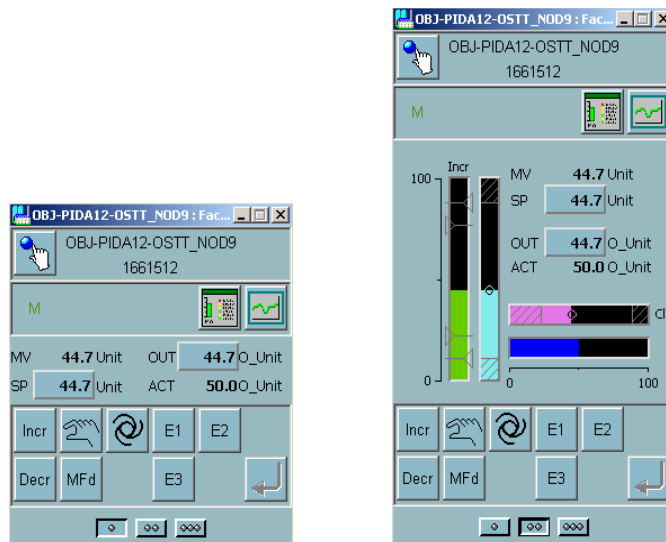 OBJ-PIDA12-OSTT_NOD9 : Fac...
OBJ-PIDA12-OSTT_NOD9
1661512
M
MV 44.7 Unit OUT 44.7 O_Unit
SP 44.7 Unit ACT 50.0 O_Unit
Incr E1 E2
Decr MFd E3
OBJ-PIDA12-OSTT_NOD9 : Fac...
OBJ-PIDA12-OSTT_NOD9
1661512
M
Incr
100
0
MV 44.7 Unit
SP 44.7 Unit
OUT 44.7 O_Unit
ACT 50.0 O_Unit
Cl
0 100
Incr E1 E2
Decr MFd E3